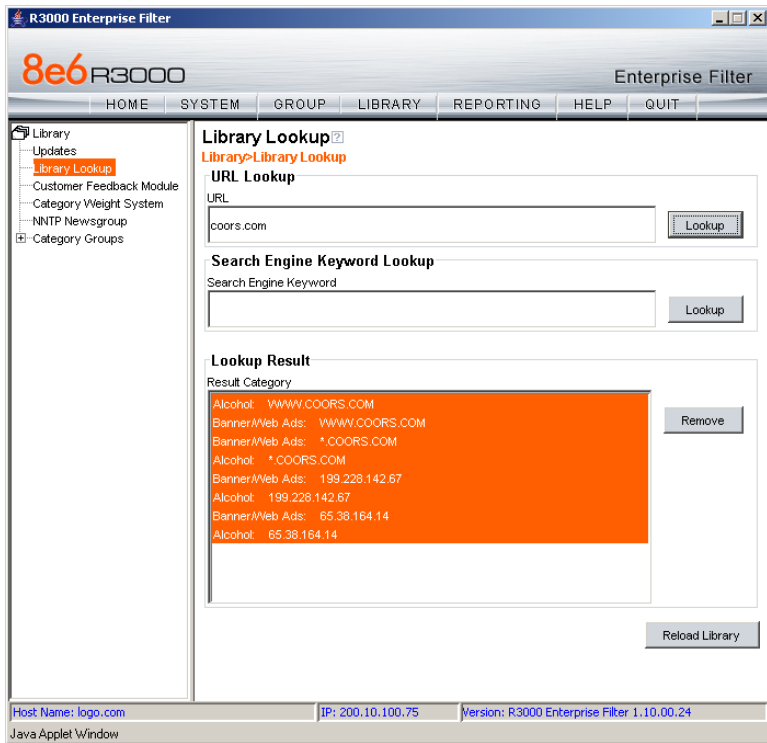 R3000 Enterprise Filter
8e6 R3000
Enterprise Filter
HOME SYSTEM GROUP LIBRARY REPORTING HELP QUIT
Library
Updates
Library Lookup
Customer Feedback Module
Category Weight System
NNTP Newsgroup
Category Groups
Library Lookup?
Library>Library Lookup
URL Lookup
URL
coors.com
Lookup
Search Engine Keyword Lookup
Search Engine Keyword
Lookup
Lookup Result
Result Category
Alcohol: WWW.COORS.COM
Banner/Web Ads: WWW.COORS.COM
Banner/Web Ads: *.COORS.COM
Alcohol: *.COORS.COM
Banner/Web Ads: 199.228.142.67
Alcohol: 199.228.142.67
Banner/Web Ads: 65.38.164.14
Alcohol: 65.38.164.14
Remove
Reload Library
Host Name: logo.com IP: 200.10.100.75 Version: R3000 Enterprise Filter 1.10.00.24
Java Applet Window